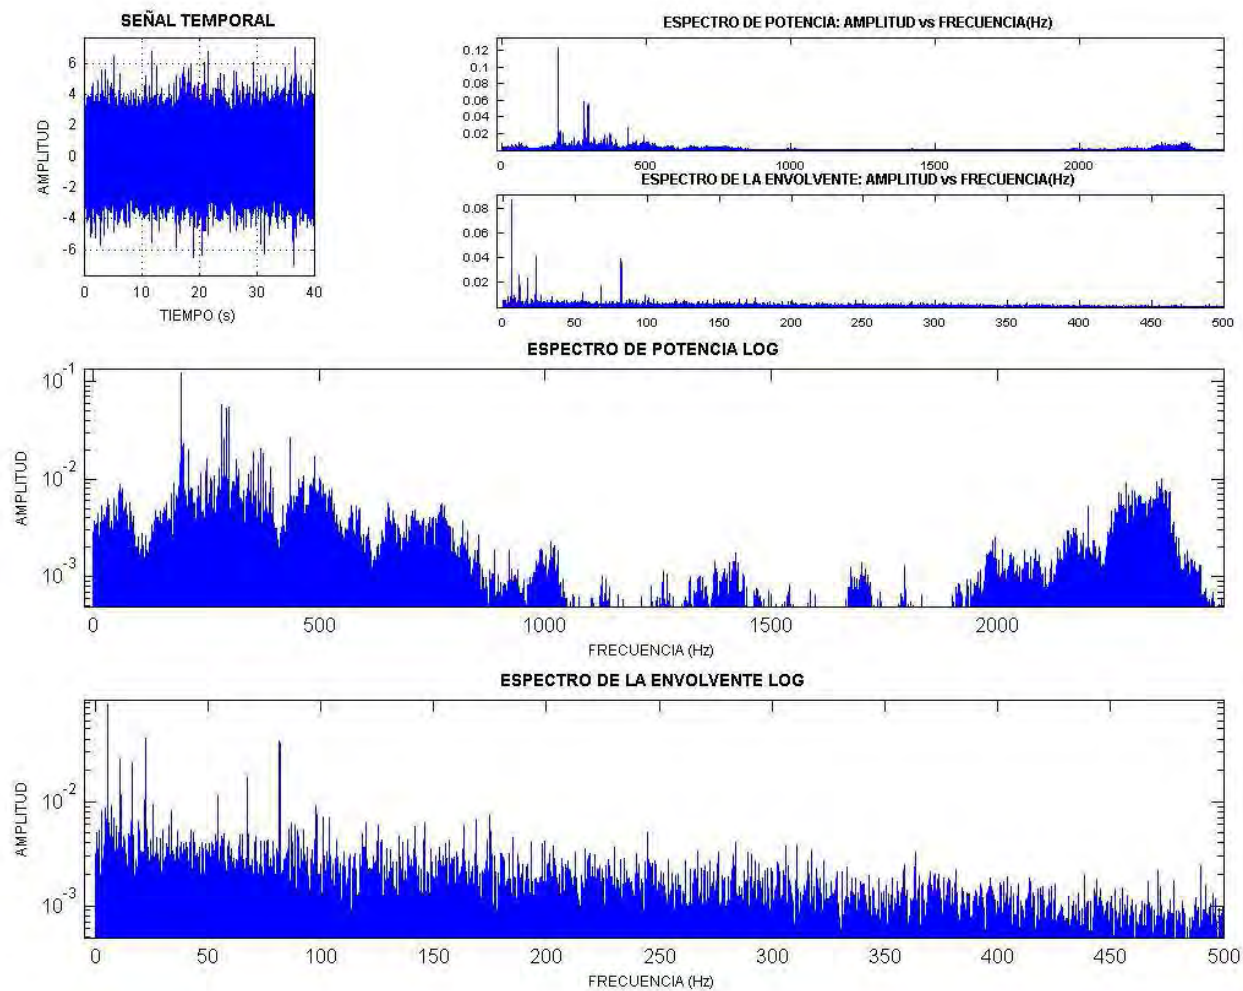 SEÑAL TEMPORAL
AMPLITUD
6
4
2
0
-2
-4
-6
0 10 20 30 40
TIEMPO (s)
ESPECTRO DE POTENCIA: AMPLITUD vs FRECUENCIA(Hz)
0.12
0.1
0.08
0.06
0.04
0.02
0 500 1000 1500 2000
ESPECTRO DE LA ENVOLVENTE: AMPLITUD vs FRECUENCIA(Hz)
0.08
0.06
0.04
0.02
0 50 100 150 200 250 300 350 400 450 500
ESPECTRO DE POTENCIA LOG
AMPLITUD
10-1
10-2
10-3
0 500 1000 1500 2000
FRECUENCIA (Hz)
ESPECTRO DE LA ENVOLVENTE LOG
AMPLITUD
10-2
10-3
0 50 100 150 200 250 300 350 400 450 500
FRECUENCIA (Hz)